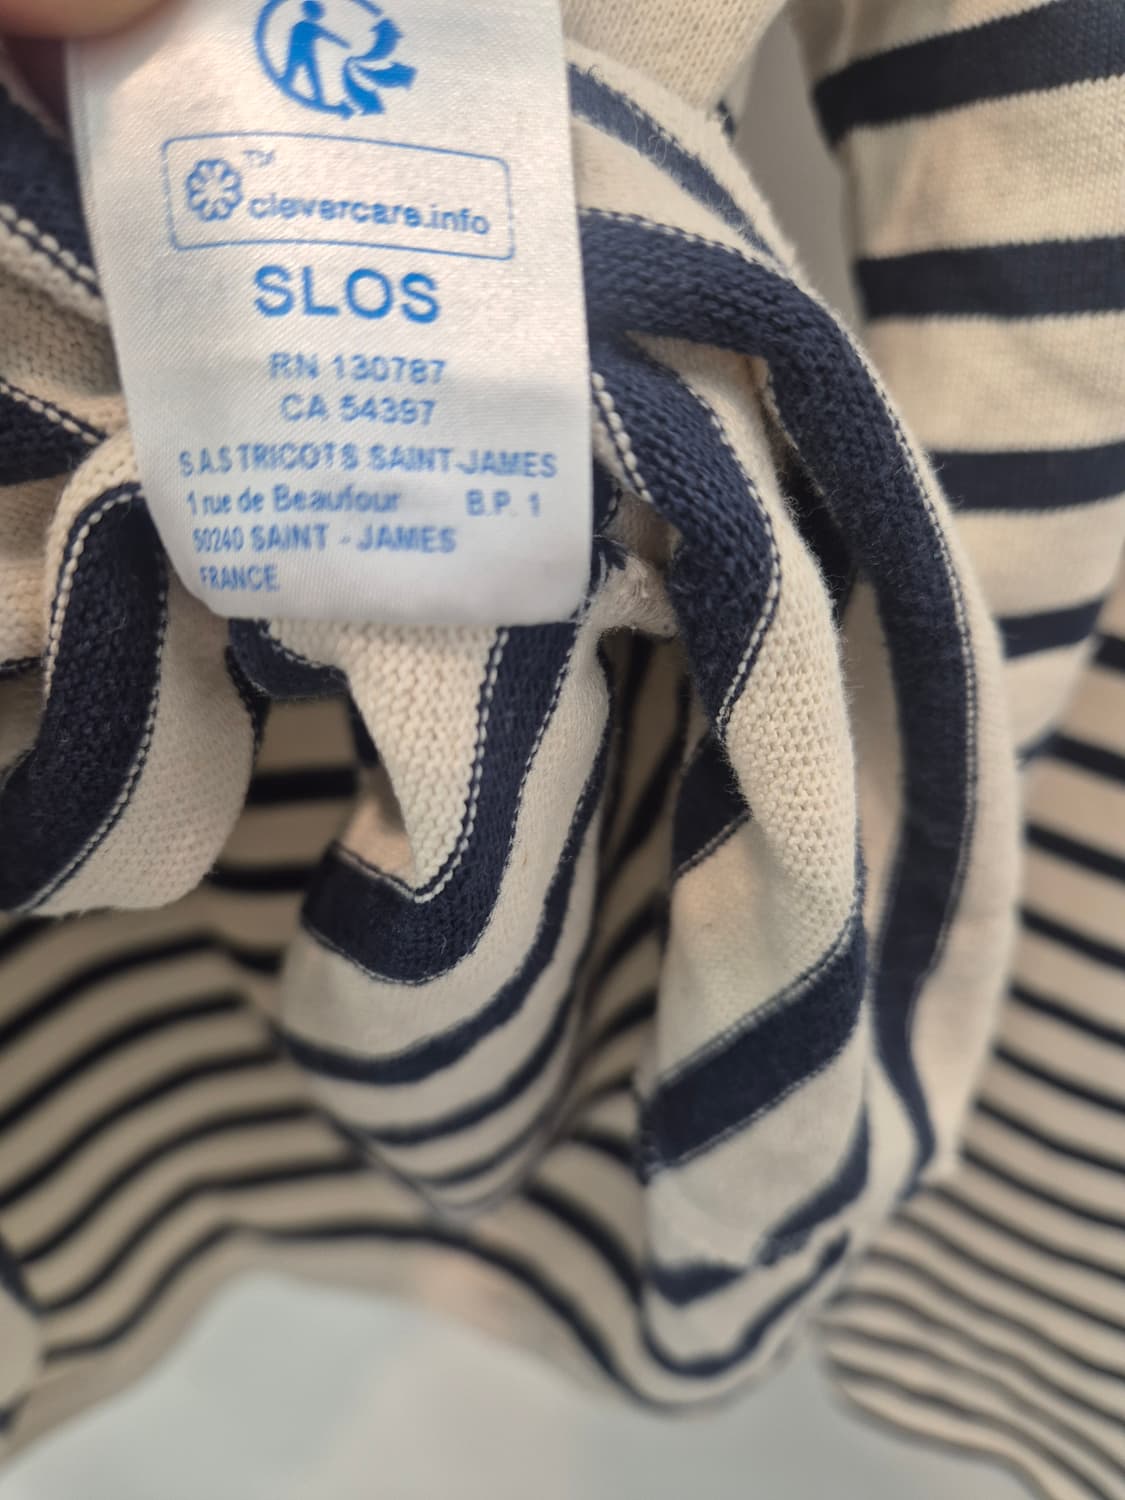 TM
clevercare.info
SLOS
RN 130787
CA 54397
S.A.S TRICOTS SAINT-JAMES
1 rue de Beaufour B.P. 1
50240 SAINT - JAMES
FRANCE